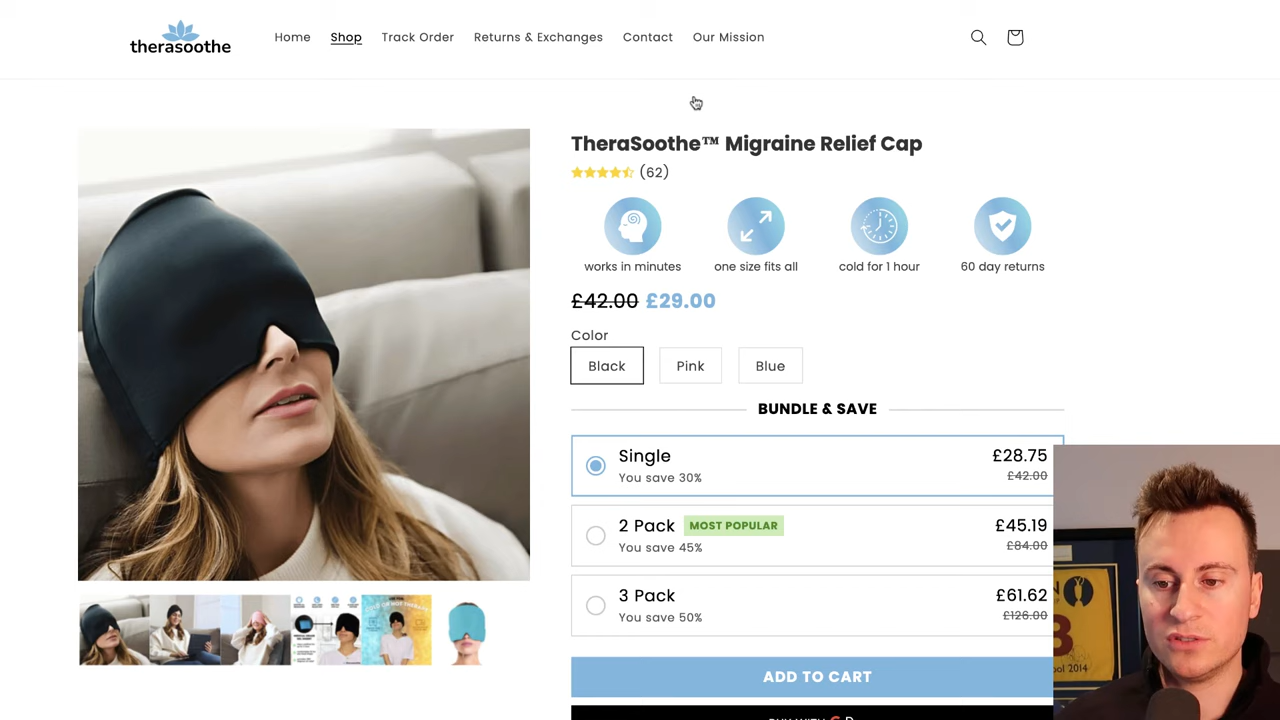 therasoothe
Home Shop Track Order Returns & Exchanges Contact Our Mission
TheraSoothe™ Migraine Relief Cap
(62)
works in minutes one size fits all cold for 1 hour 60 day returns
£42.00 £29.00
Color
Black Pink Blue
BUNDLE & SAVE
Single £28.75
You save 30% £42.00
2 Pack MOST POPULAR £45.19
You save 45% £84.00
3 Pack £61.62
You save 50% £126.00
ADD TO CART
2014